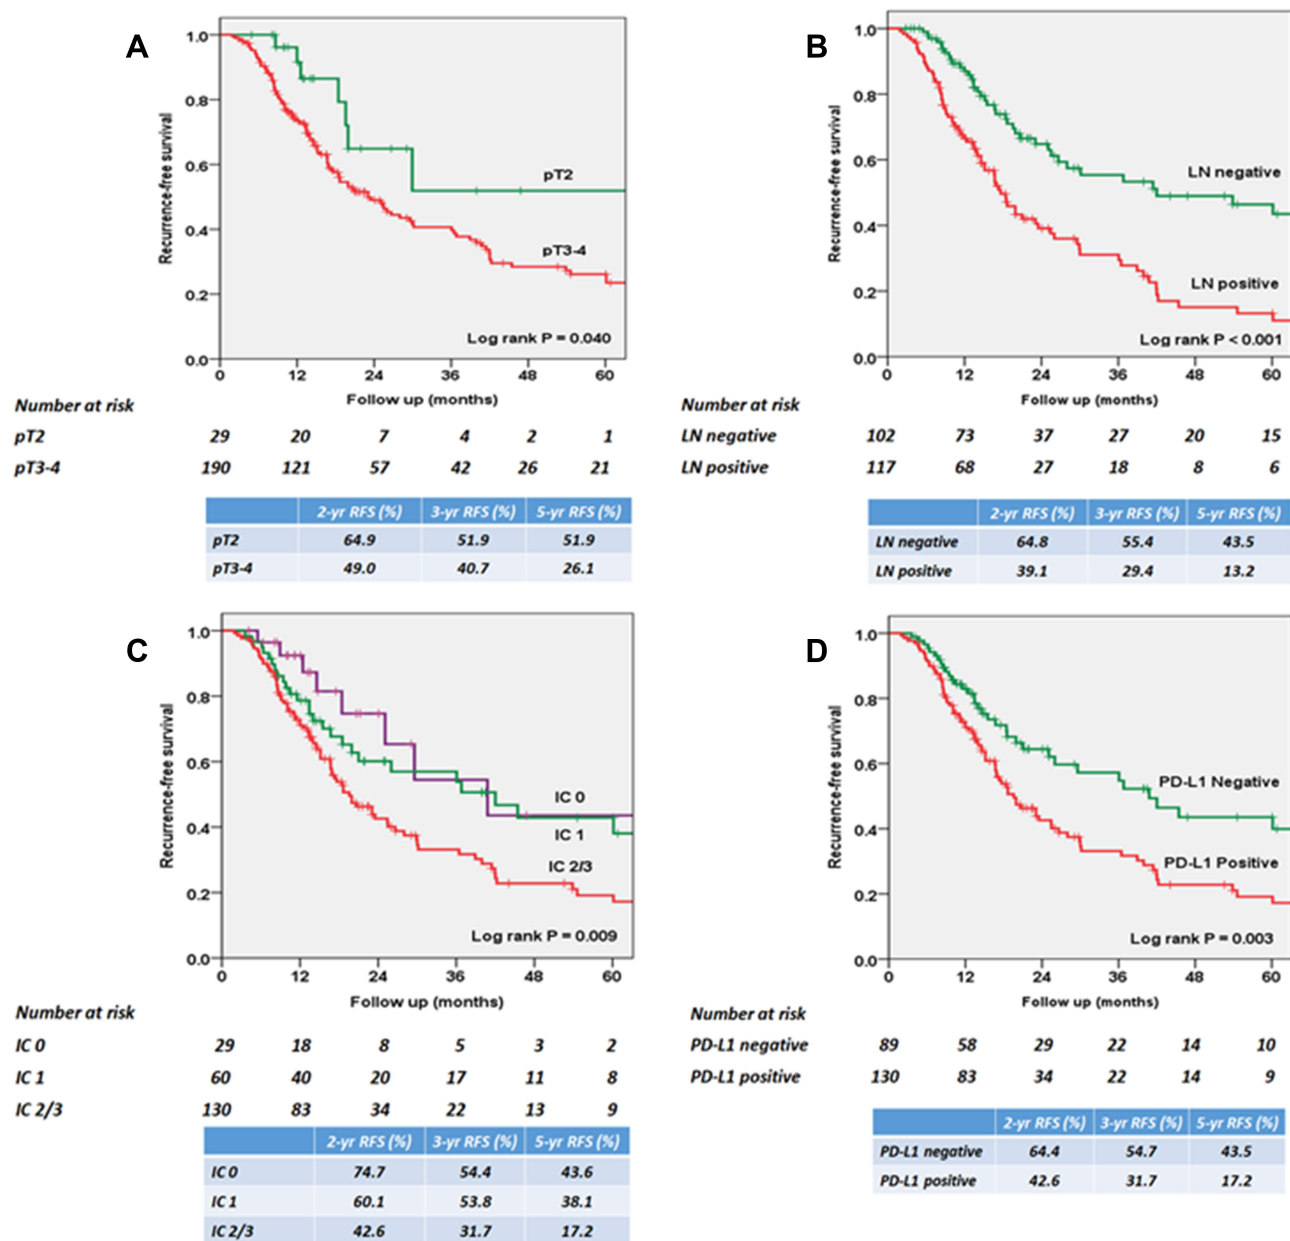 A
Recurrence-free survival
1.0
0.8
0.6
0.4
0.2
0.0
pT2
pT3-4
Log rank P = 0.040
0 12 24 36 48 60
Follow up (months)
Number at risk
pT2 29 20 7 4 2 1
pT3-4 190 121 57 42 26 21
2-yr RFS (%) 3-yr RFS (%) 5-yr RFS (%)
pT2 64.9 51.9 51.9
pT3-4 49.0 40.7 26.1
B
Recurrence-free survival
1.0
0.8
0.6
0.4
0.2
0.0
LN negative
LN positive
Log rank P < 0.001
0 12 24 36 48 60
Follow up (months)
Number at risk
LN negative 102 73 37 27 20 15
LN positive 117 68 27 18 8 6
2-yr RFS (%) 3-yr RFS (%) 5-yr RFS (%)
LN negative 64.8 55.4 43.5
LN positive 39.1 29.4 13.2
C
Recurrence-free survival
1.0
0.8
0.6
0.4
0.2
0.0
IC 0
IC 1
IC 2/3
Log rank P = 0.009
0 12 24 36 48 60
Follow up (months)
Number at risk
IC 0 29 18 8 5 3 2
IC 1 60 40 20 17 11 8
IC 2/3 130 83 34 22 13 9
2-yr RFS (%) 3-yr RFS (%) 5-yr RFS (%)
IC 0 74.7 54.4 43.6
IC 1 60.1 53.8 38.1
IC 2/3 42.6 31.7 17.2
D
Recurrence-free survival
1.0
0.8
0.6
0.4
0.2
0.0
PD-L1 Negative
PD-L1 Positive
Log rank P = 0.003
0 12 24 36 48 60
Follow up (months)
Number at risk
PD-L1 negative 89 58 29 22 14 10
PD-L1 positive 130 83 34 22 14 9
2-yr RFS (%) 3-yr RFS (%) 5-yr RFS (%)
PD-L1 negative 64.4 54.7 43.5
PD-L1 positive 42.6 31.7 17.2